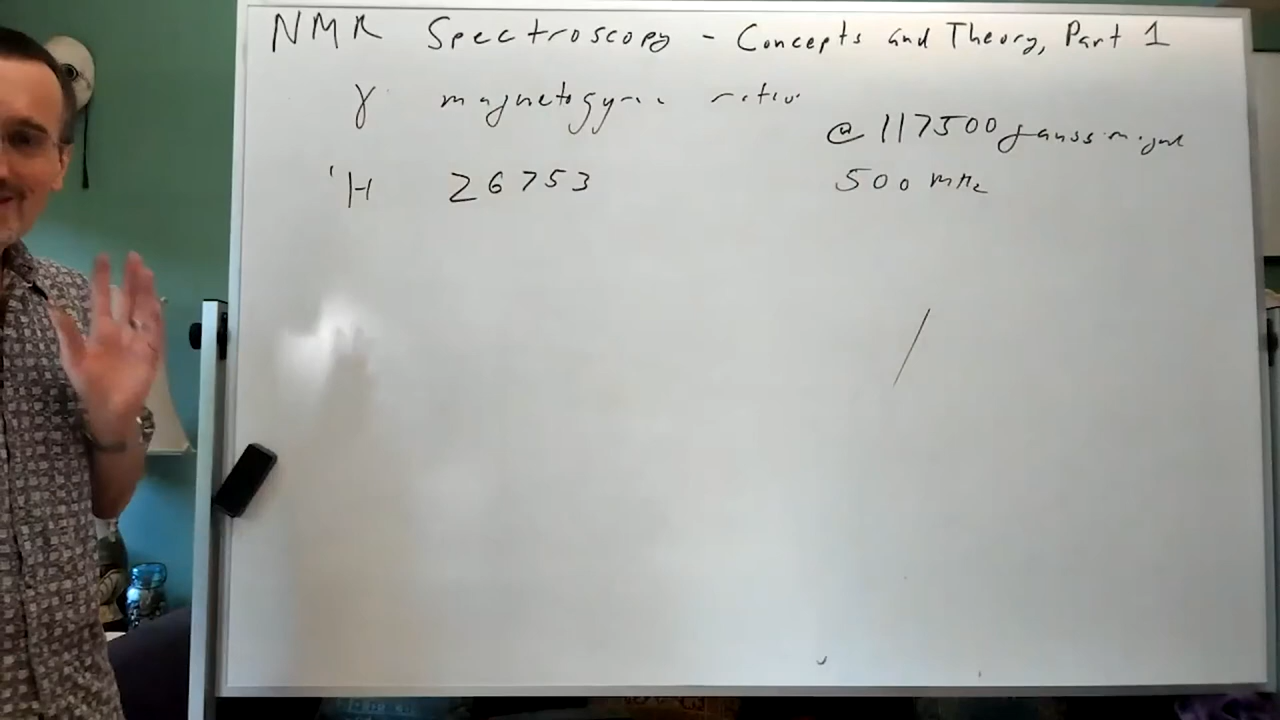 NMR Spectroscopy - Concepts and Theory, Part 1
γ magnetogyric ratio
@ 117500 gauss magnet
¹H 26753 500 MHz